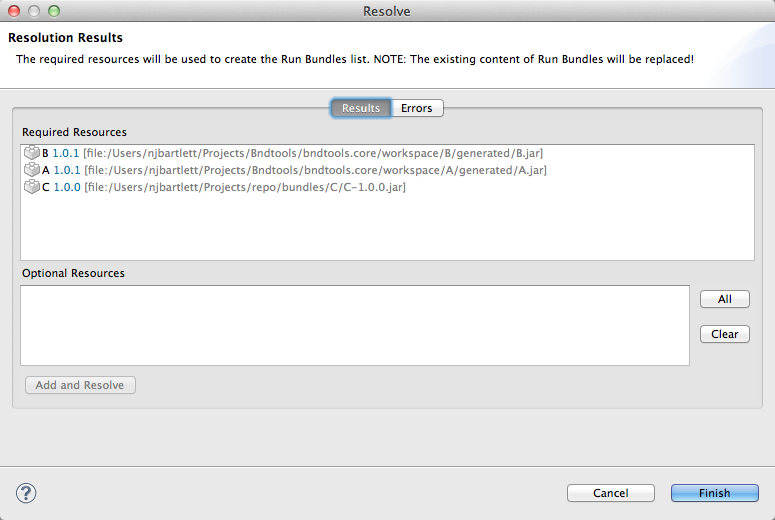 Resolve
Resolution Results
The required resources will be used to create the Run Bundles list. NOTE: The existing content of Run Bundles will be replaced!
Results Errors
Required Resources
B 1.0.1 [file:/Users/njbartlett/Projects/Bndtools/bndtools.core/workspace/B/generated/B.jar]
A 1.0.1 [file:/Users/njbartlett/Projects/Bndtools/bndtools.core/workspace/A/generated/A.jar]
C 1.0.0 [file:/Users/njbartlett/Projects/repo/bundles/C/C-1.0.0.jar]
Optional Resources
All
Clear
Add and Resolve
? Cancel Finish